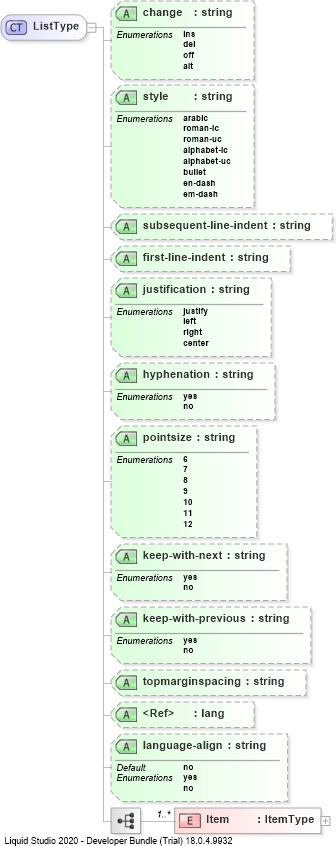 CT ListType
A change : string
Enumerations ins
del
off
alt
A style : string
Enumerations arabic
roman-lc
roman-uc
alphabet-lc
alphabet-uc
bullet
en-dash
em-dash
A subsequent-line-indent : string
A first-line-indent : string
A justification : string
Enumerations justify
left
right
center
A hyphenation : string
Enumerations yes
no
A pointsize : string
Enumerations 6
7
8
9
10
11
12
A keep-with-next : string
Enumerations yes
no
A keep-with-previous : string
Enumerations yes
no
A topmarginspacing : string
A <Ref> : lang
A language-align : string
Default no
Enumerations yes
no
1..* E Item : ItemType
Liquid Studio 2020 - Developer Bundle (Trial) 18.0.4.9932